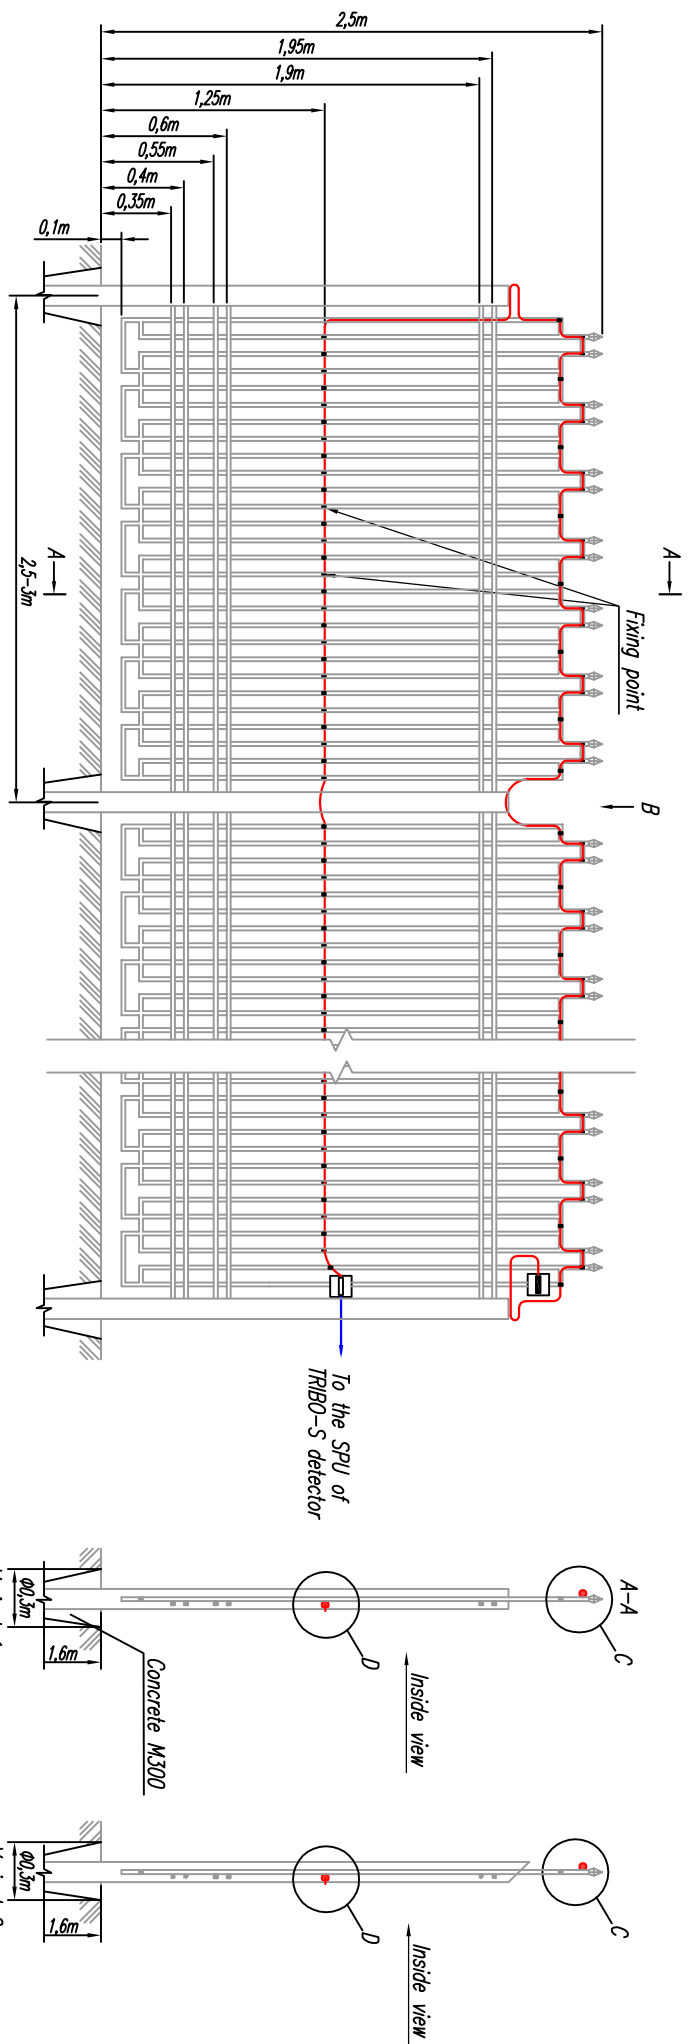 2,5m
1,95m
1,9m
1,25m
0,6m
0,55m
0,4m
0,35m
0,1m
A
A
2,5-3m
Fixing point
B
To the SPU of
TRIBO-S detector
A-A
C
D
Inside view
Concrete M300
Ф0,3m
1,6m
C
D
Inside view
Ф0,3m
1,6m